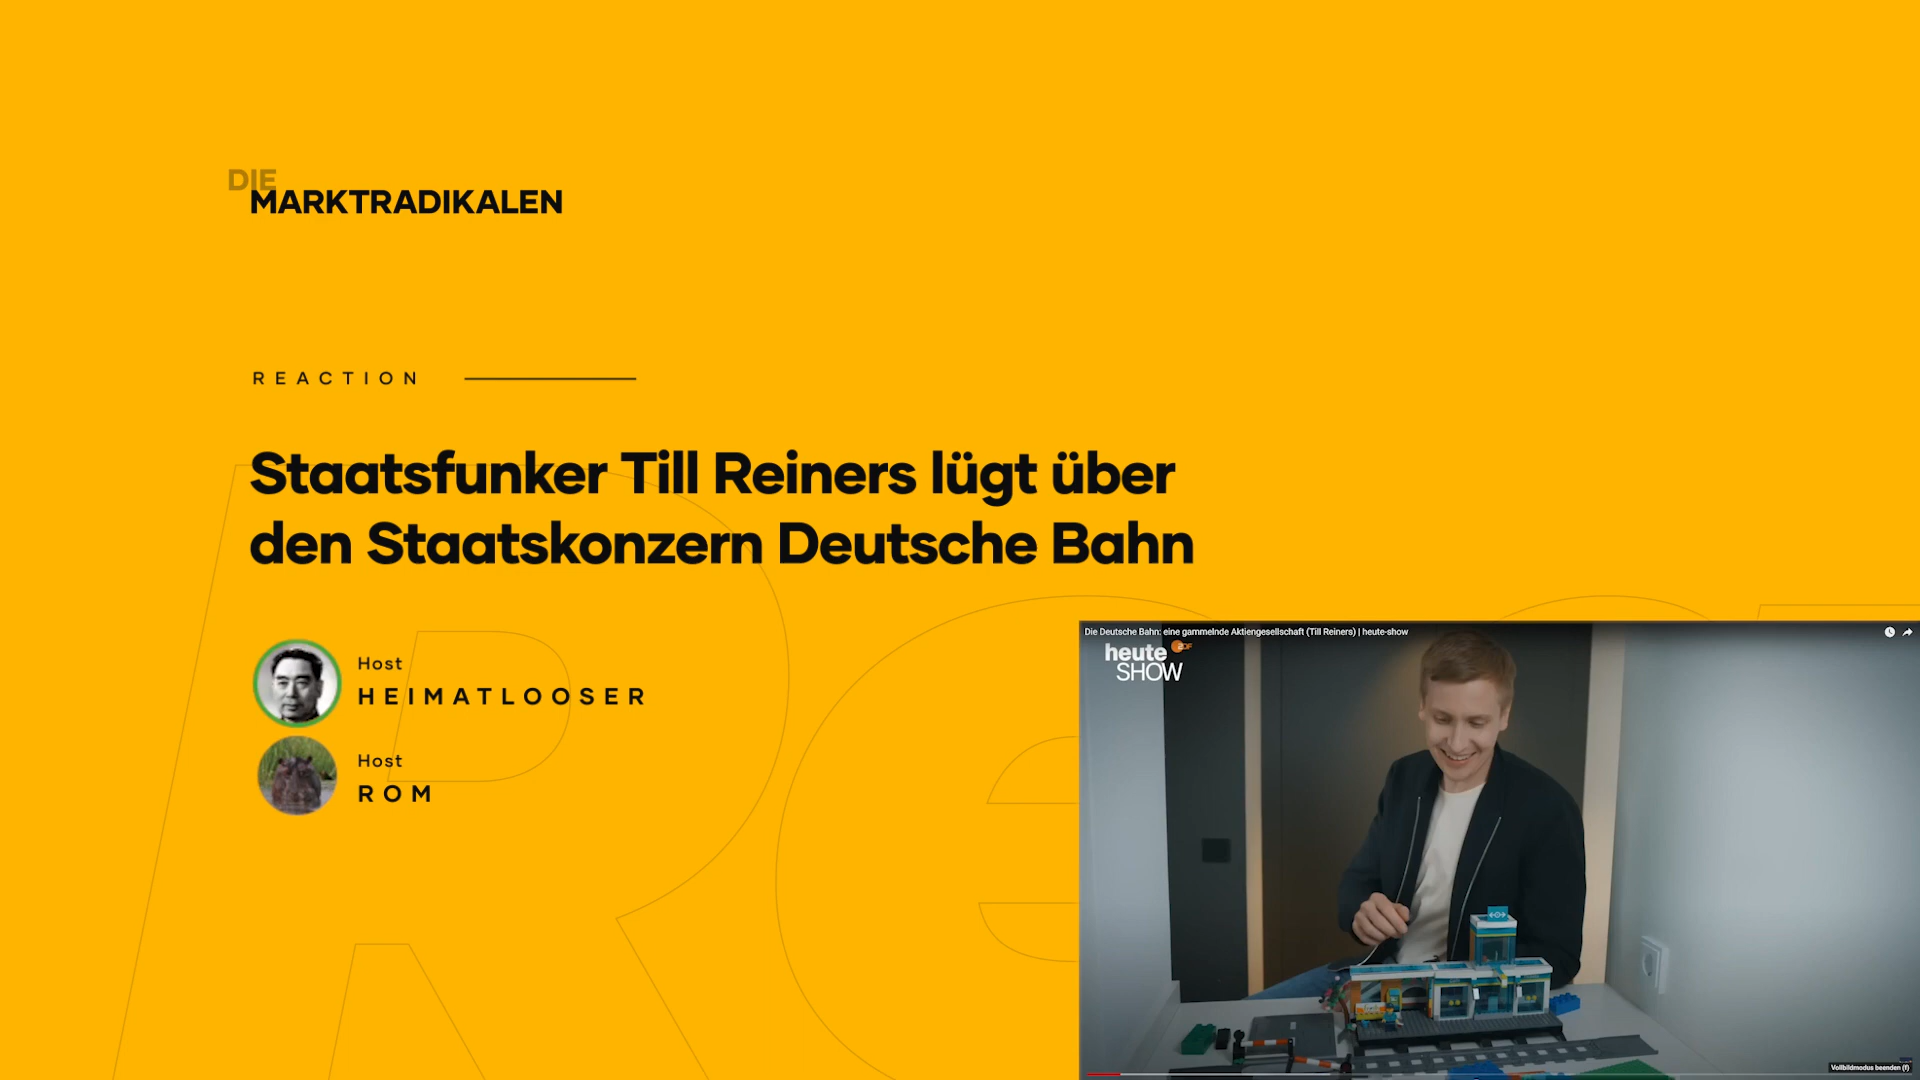 DIE
MARKTRADIKALEN
REACTION
Staatsfunker Till Reiners lügt über
den Staatskonzern Deutsche Bahn
Host
HEIMATLOOSER
Host
ROM
Die Deutsche Bahn: eine gammelnde Aktiengesellschaft (Till Reiners) | heute-show
heute ZDF
SHOW
Vollbildmodus beenden (f)